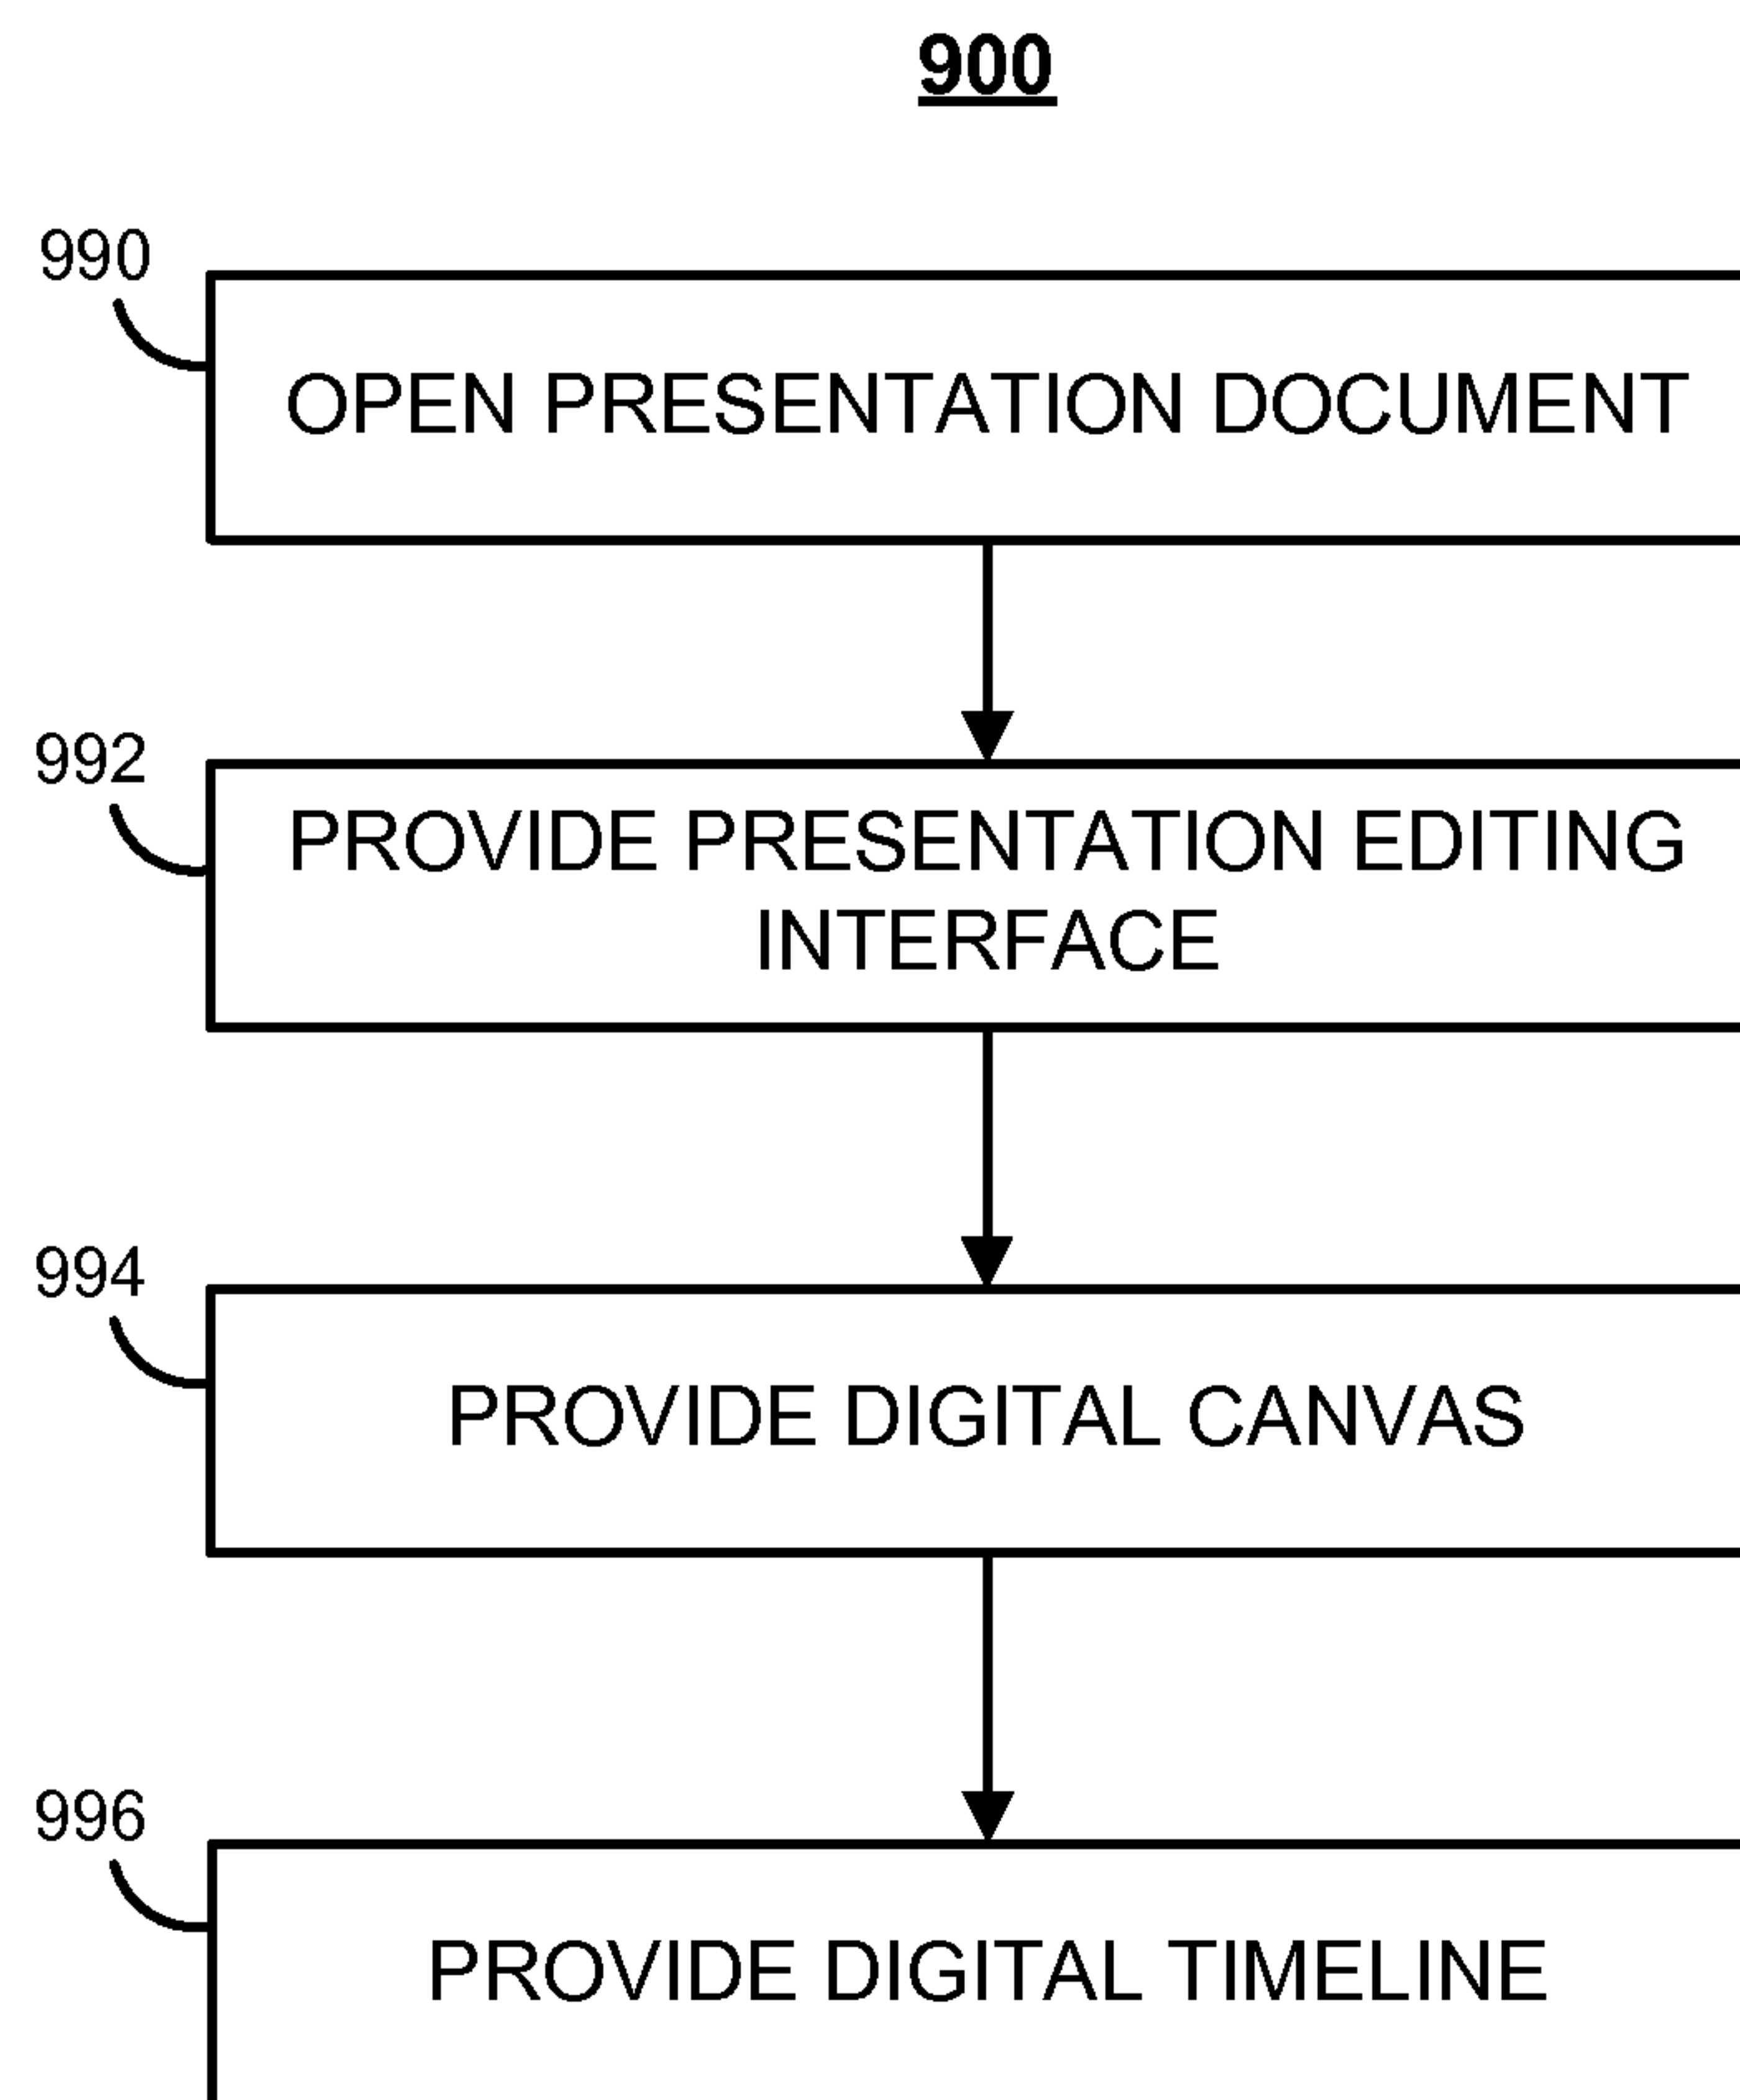 900
990
OPEN PRESENTATION DOCUMENT
992
PROVIDE PRESENTATION EDITING
INTERFACE
994
PROVIDE DIGITAL CANVAS
996
PROVIDE DIGITAL TIMELINE